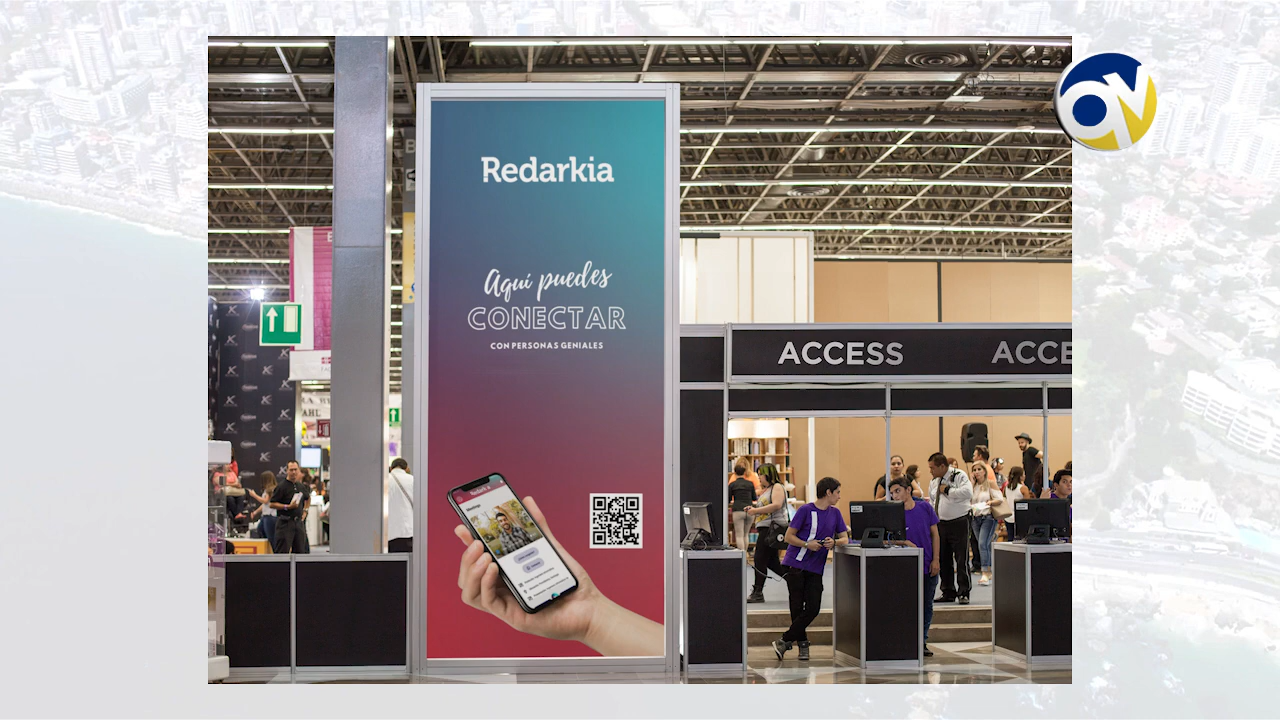 Redarkia
Aquí puedes
CONECTAR
CON PERSONAS GENIALES
ACCESS
ACCE